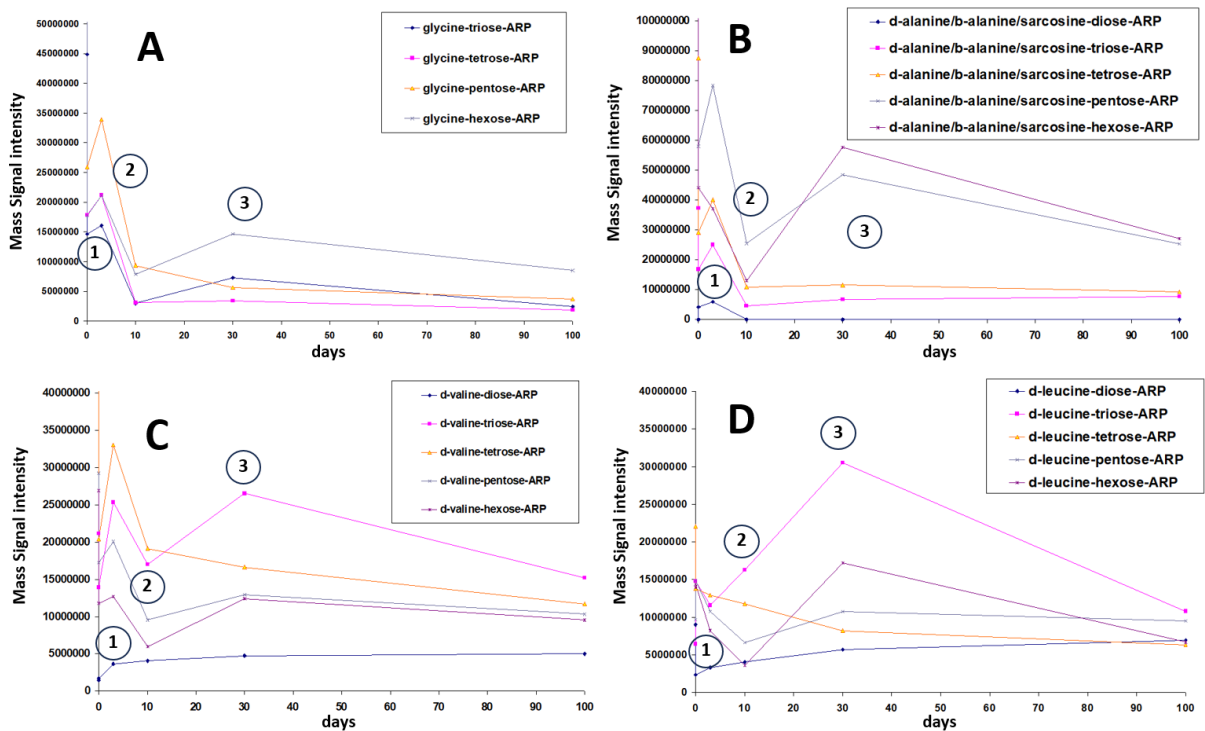 A
Mass Signal intensity
50000000
45000000
40000000
35000000
30000000
25000000
20000000
15000000
10000000
5000000
0
glycine-triose-ARP
glycine-tetrose-ARP
glycine-pentose-ARP
glycine-hexose-ARP
1
2
3
0 10 20 30 40 50 60 70 80 90 100
days
B
Mass Signal intensity
100000000
90000000
80000000
70000000
60000000
50000000
40000000
30000000
20000000
10000000
0
d-alanine/b-alanine/sarcosine-diose-ARP
d-alanine/b-alanine/sarcosine-triose-ARP
d-alanine/b-alanine/sarcosine-tetrose-ARP
d-alanine/b-alanine/sarcosine-pentose-ARP
d-alanine/b-alanine/sarcosine-hexose-ARP
1
2
3
0 10 20 30 40 50 60 70 80 90 100
days
C
Mass Signal intensity
40000000
35000000
30000000
25000000
20000000
15000000
10000000
5000000
0
d-valine-diose-ARP
d-valine-triose-ARP
d-valine-tetrose-ARP
d-valine-pentose-ARP
d-valine-hexose-ARP
1
2
3
0 10 20 30 40 50 60 70 80 90 100
days
D
Mass Signal intensity
40000000
35000000
30000000
25000000
20000000
15000000
10000000
5000000
0
d-leucine-diose-ARP
d-leucine-triose-ARP
d-leucine-tetrose-ARP
d-leucine-pentose-ARP
d-leucine-hexose-ARP
1
2
3
0 10 20 30 40 50 60 70 80 90 100
days